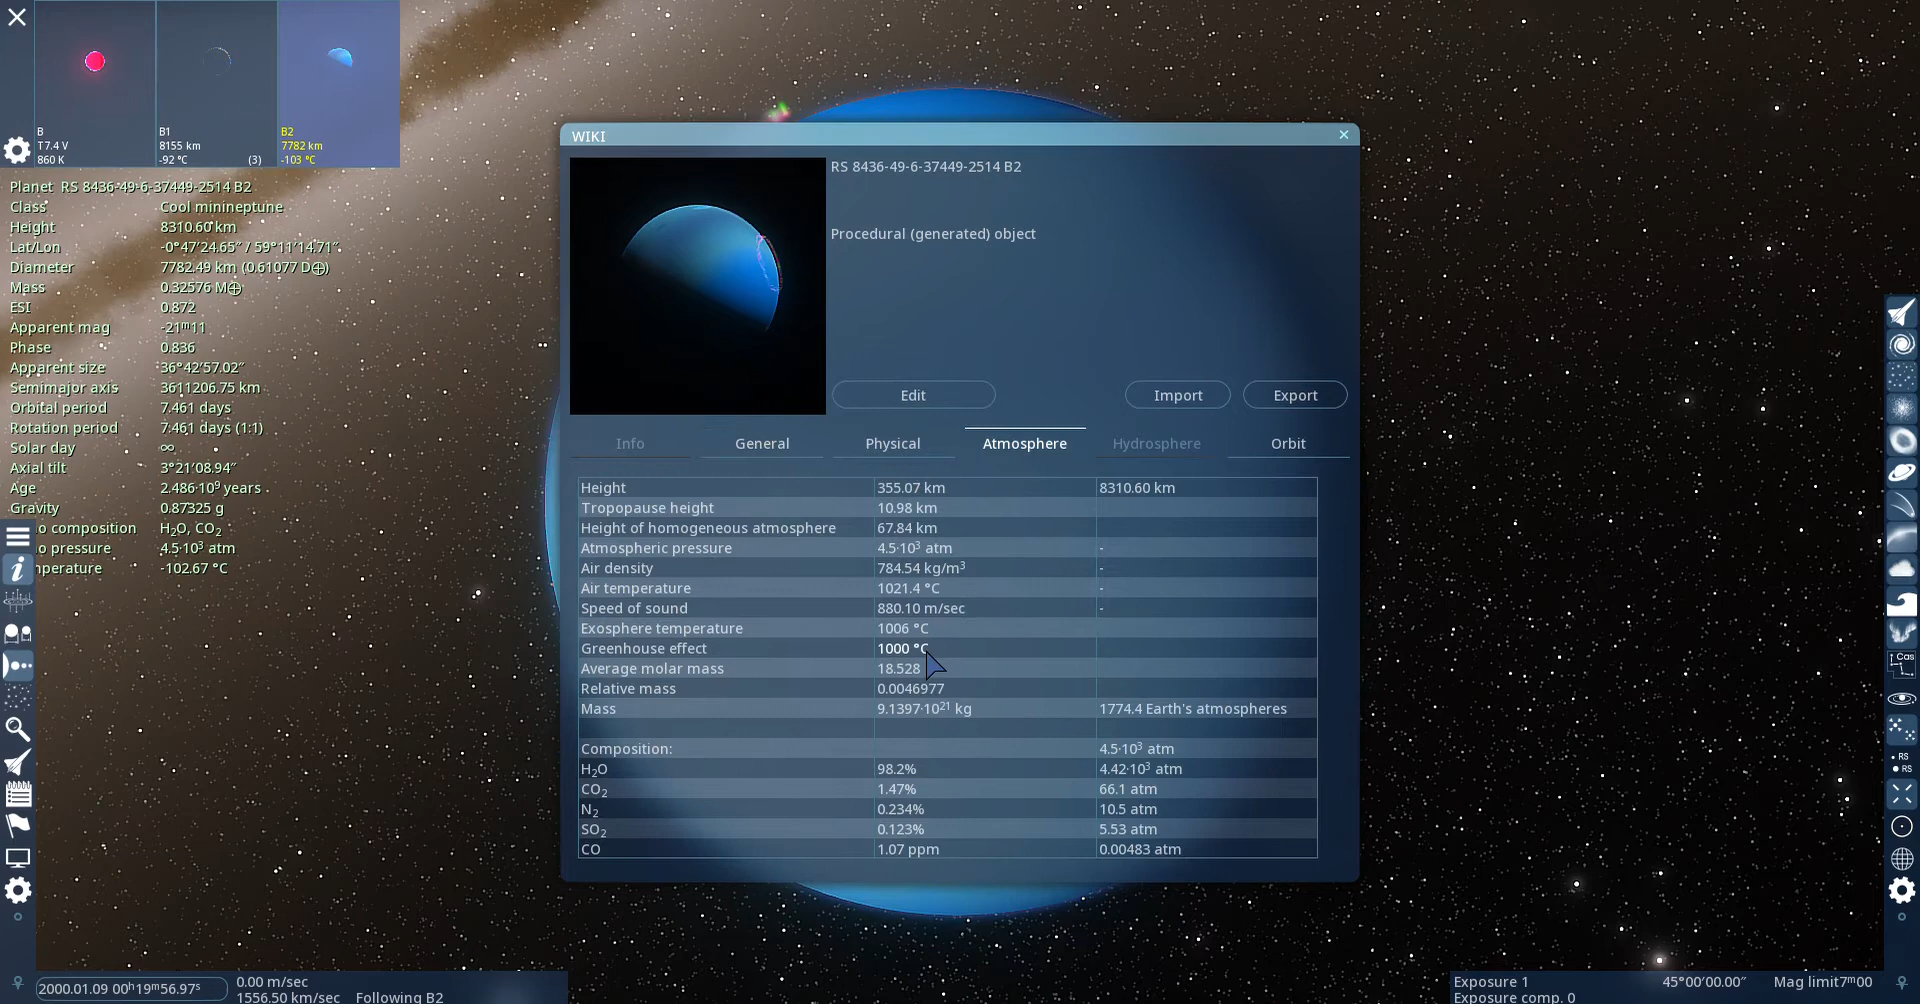 B
T7.4 V
860 K
B1
8155 km
-92 °C (3)
B2
7782 km
-103 °C
Planet RS 8436-49-6-37449-2514 B2
Class Cool minineptune
Height 8310.60 km
Lat/Lon -0°47′24.65″ / 59°11′14.71″
Diameter 7782.49 km (0.61077 D⊕)
Mass 0.32576 M⊕
ESI 0.872
Apparent mag -21ᵐ11
Phase 0.836
Apparent size 36°42′57.02″
Semimajor axis 3611206.75 km
Orbital period 7.461 days
Rotation period 7.461 days (1:1)
Solar day ∞
Axial tilt 3°21′08.94″
Age 2.486·10⁹ years
Gravity 0.87325 g
o composition H₂O, CO₂
o pressure 4.5·10³ atm
perature -102.67 °C
WIKI
RS 8436-49-6-37449-2514 B2
Procedural (generated) object
Edit Import Export
Info General Physical Atmosphere Hydrosphere Orbit
Height 355.07 km 8310.60 km
Tropopause height 10.98 km
Height of homogeneous atmosphere 67.84 km
Atmospheric pressure 4.5·10³ atm -
Air density 784.54 kg/m³ -
Air temperature 1021.4 °C -
Speed of sound 880.10 m/sec -
Exosphere temperature 1006 °C
Greenhouse effect 1000 °C
Average molar mass 18.528
Relative mass 0.0046977
Mass 9.1397·10²¹ kg 1774.4 Earth's atmospheres
Composition: 4.5·10³ atm
H₂O 98.2% 4.42·10³ atm
CO₂ 1.47% 66.1 atm
N₂ 0.234% 10.5 atm
SO₂ 0.123% 5.53 atm
CO 1.07 ppm 0.00483 atm
Cas
RS
RS
2000.01.09 00ʰ19ᵐ56.97ˢ
0.00 m/sec
1556.50 km/sec Following B2
Exposure 1 45°00′00.00″ Mag limit7ᵐ00
Exposure comp. 0